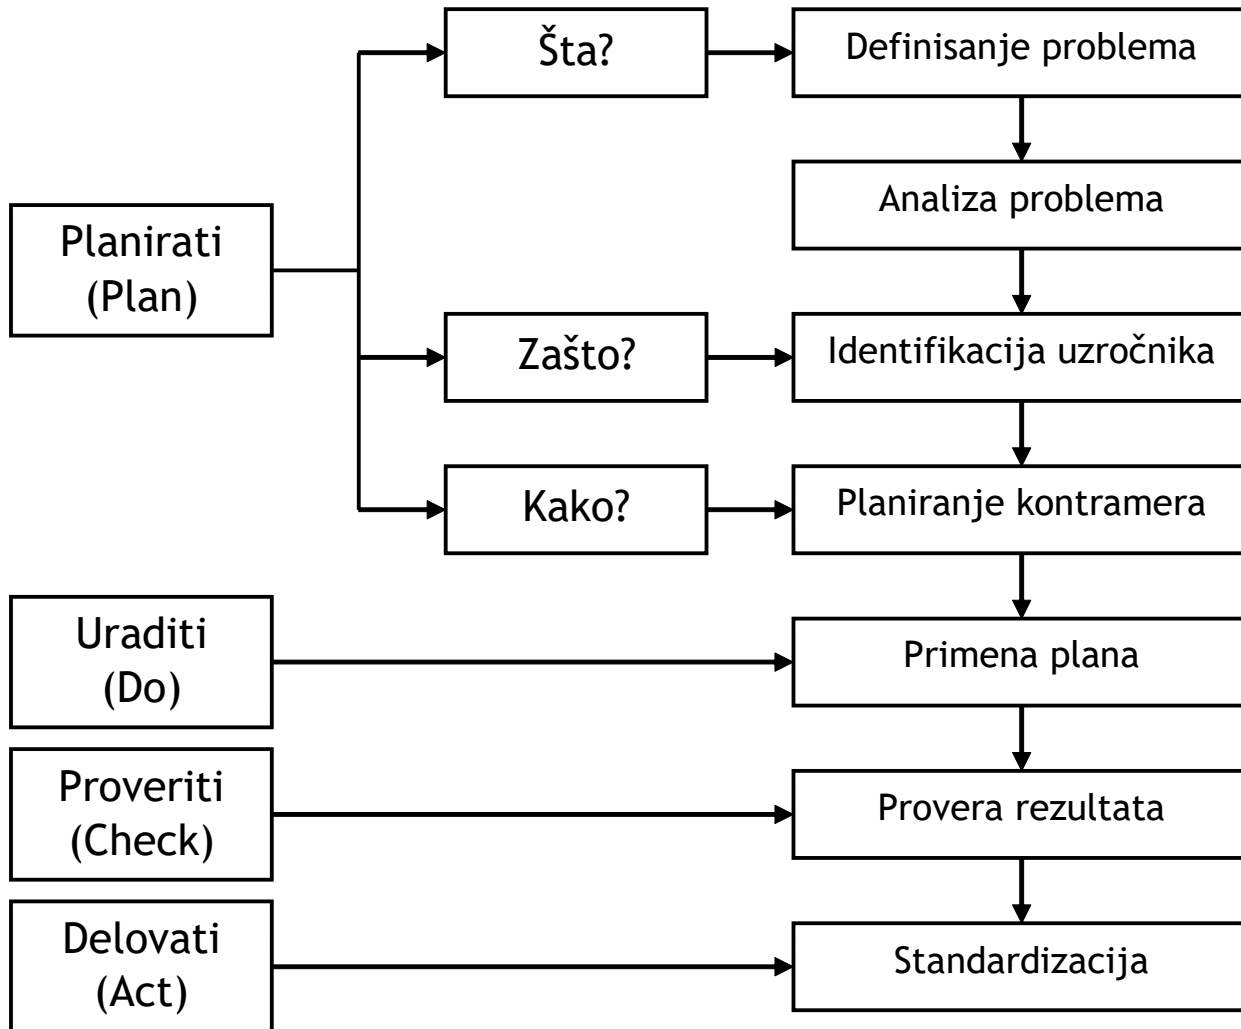 Šta?
Definisanje problema
Analiza problema
Planirati
(Plan)
Zašto?
Identifikacija uzročnika
Kako?
Planiranje kontramera
Uraditi
(Do)
Primena plana
Proveriti
(Check)
Provera rezultata
Delovati
(Act)
Standardizacija